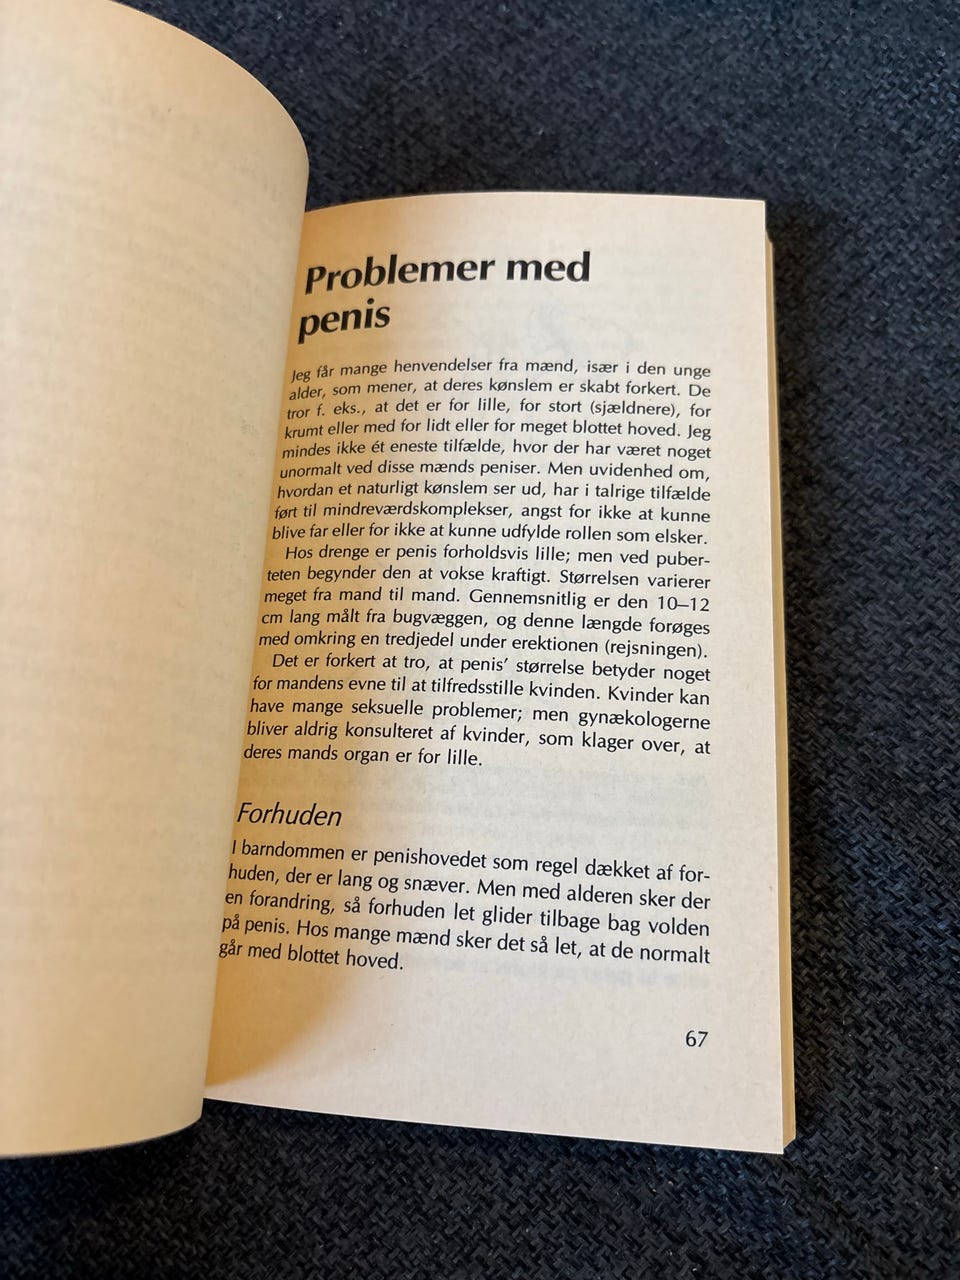 Problemer med
penis
Jeg får mange henvendelser fra mænd, især i den unge
alder, som mener, at deres kønslem er skabt forkert. De
tror f. eks., at det er for lille, for stort (sjældnere), for
krumt eller med for lidt eller for meget blottet hoved. Jeg
mindes ikke ét eneste tilfælde, hvor der har været noget
unormalt ved disse mænds peniser. Men uvidenhed om,
hvordan et naturligt kønslem ser ud, har i talrige tilfælde
ført til mindreværdskomplekser, angst for ikke at kunne
blive far eller for ikke at kunne udfylde rollen som elsker.
Hos drenge er penis forholdsvis lille; men ved puber-
teten begynder den at vokse kraftigt. Størrelsen varierer
meget fra mand til mand. Gennemsnitlig er den 10–12
cm lang målt fra bugvæggen, og denne længde forøges
med omkring en tredjedel under erektionen (rejsningen).
Det er forkert at tro, at penis' størrelse betyder noget
for mandens evne til at tilfredsstille kvinden. Kvinder kan
have mange seksuelle problemer; men gynækologerne
bliver aldrig konsulteret af kvinder, som klager over, at
deres mands organ er for lille.
Forhuden
I barndommen er penishovedet som regel dækket af for-
huden, der er lang og snæver. Men med alderen sker der
en forandring, så forhuden let glider tilbage bag volden
på penis. Hos mange mænd sker det så let, at de normalt
går med blottet hoved.
67